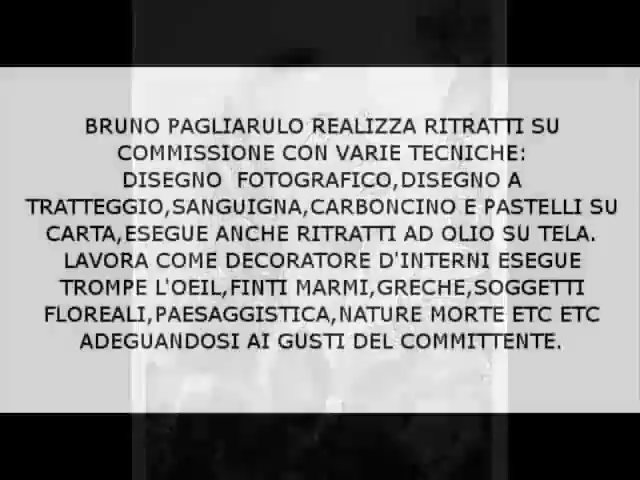 BRUNO PAGLIARULO REALIZZA RITRATTI SU
COMMISSIONE CON VARIE TECNICHE:
DISEGNO  FOTOGRAFICO,DISEGNO A
TRATTEGGIO,SANGUIGNA,CARBONCINO E PASTELLI SU
CARTA,ESEGUE ANCHE RITRATTI AD OLIO SU TELA.
LAVORA COME DECORATORE D'INTERNI ESEGUE
TROMPE L'OEIL,FINTI MARMI,GRECHE,SOGGETTI
FLOREALI,PAESAGGISTICA,NATURE MORTE ETC ETC
ADEGUANDOSI AI GUSTI DEL COMMITTENTE.